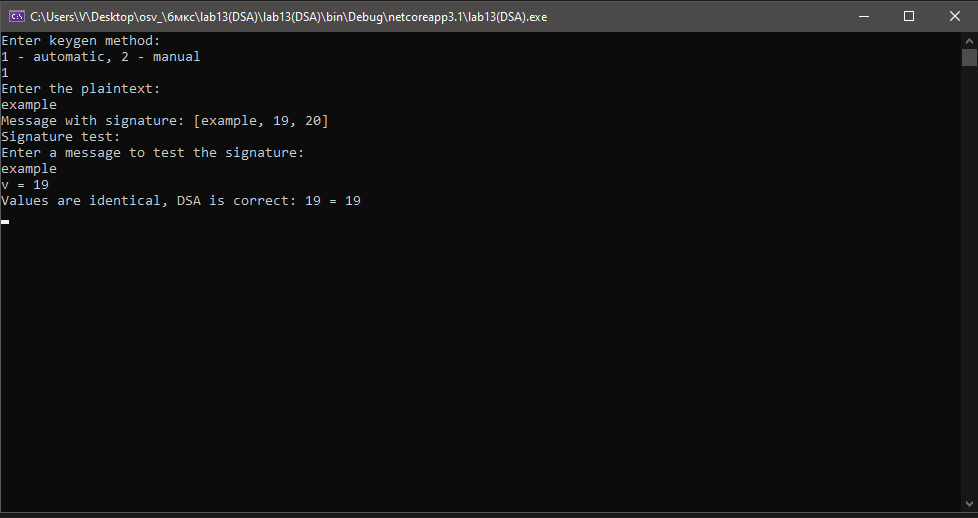 C:\Users\V\Desktop\osv_\бмкс\lab13(DSA)\lab13(DSA)\bin\Debug\netcoreapp3.1\lab13(DSA).exe
Enter keygen method:
1 - automatic, 2 - manual
1
Enter the plaintext:
example
Message with signature: [example, 19, 20]
Signature test:
Enter a message to test the signature:
example
v = 19
Values are identical, DSA is correct: 19 = 19